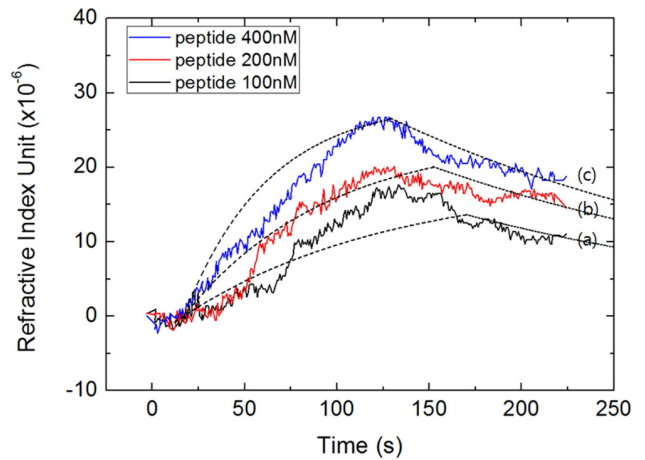 40
30
20
10
0
-10
Refractive Index Unit (x10⁻⁶)
peptide 400nM
peptide 200nM
peptide 100nM
(c)
(b)
(a)
0 50 100 150 200 250
Time (s)